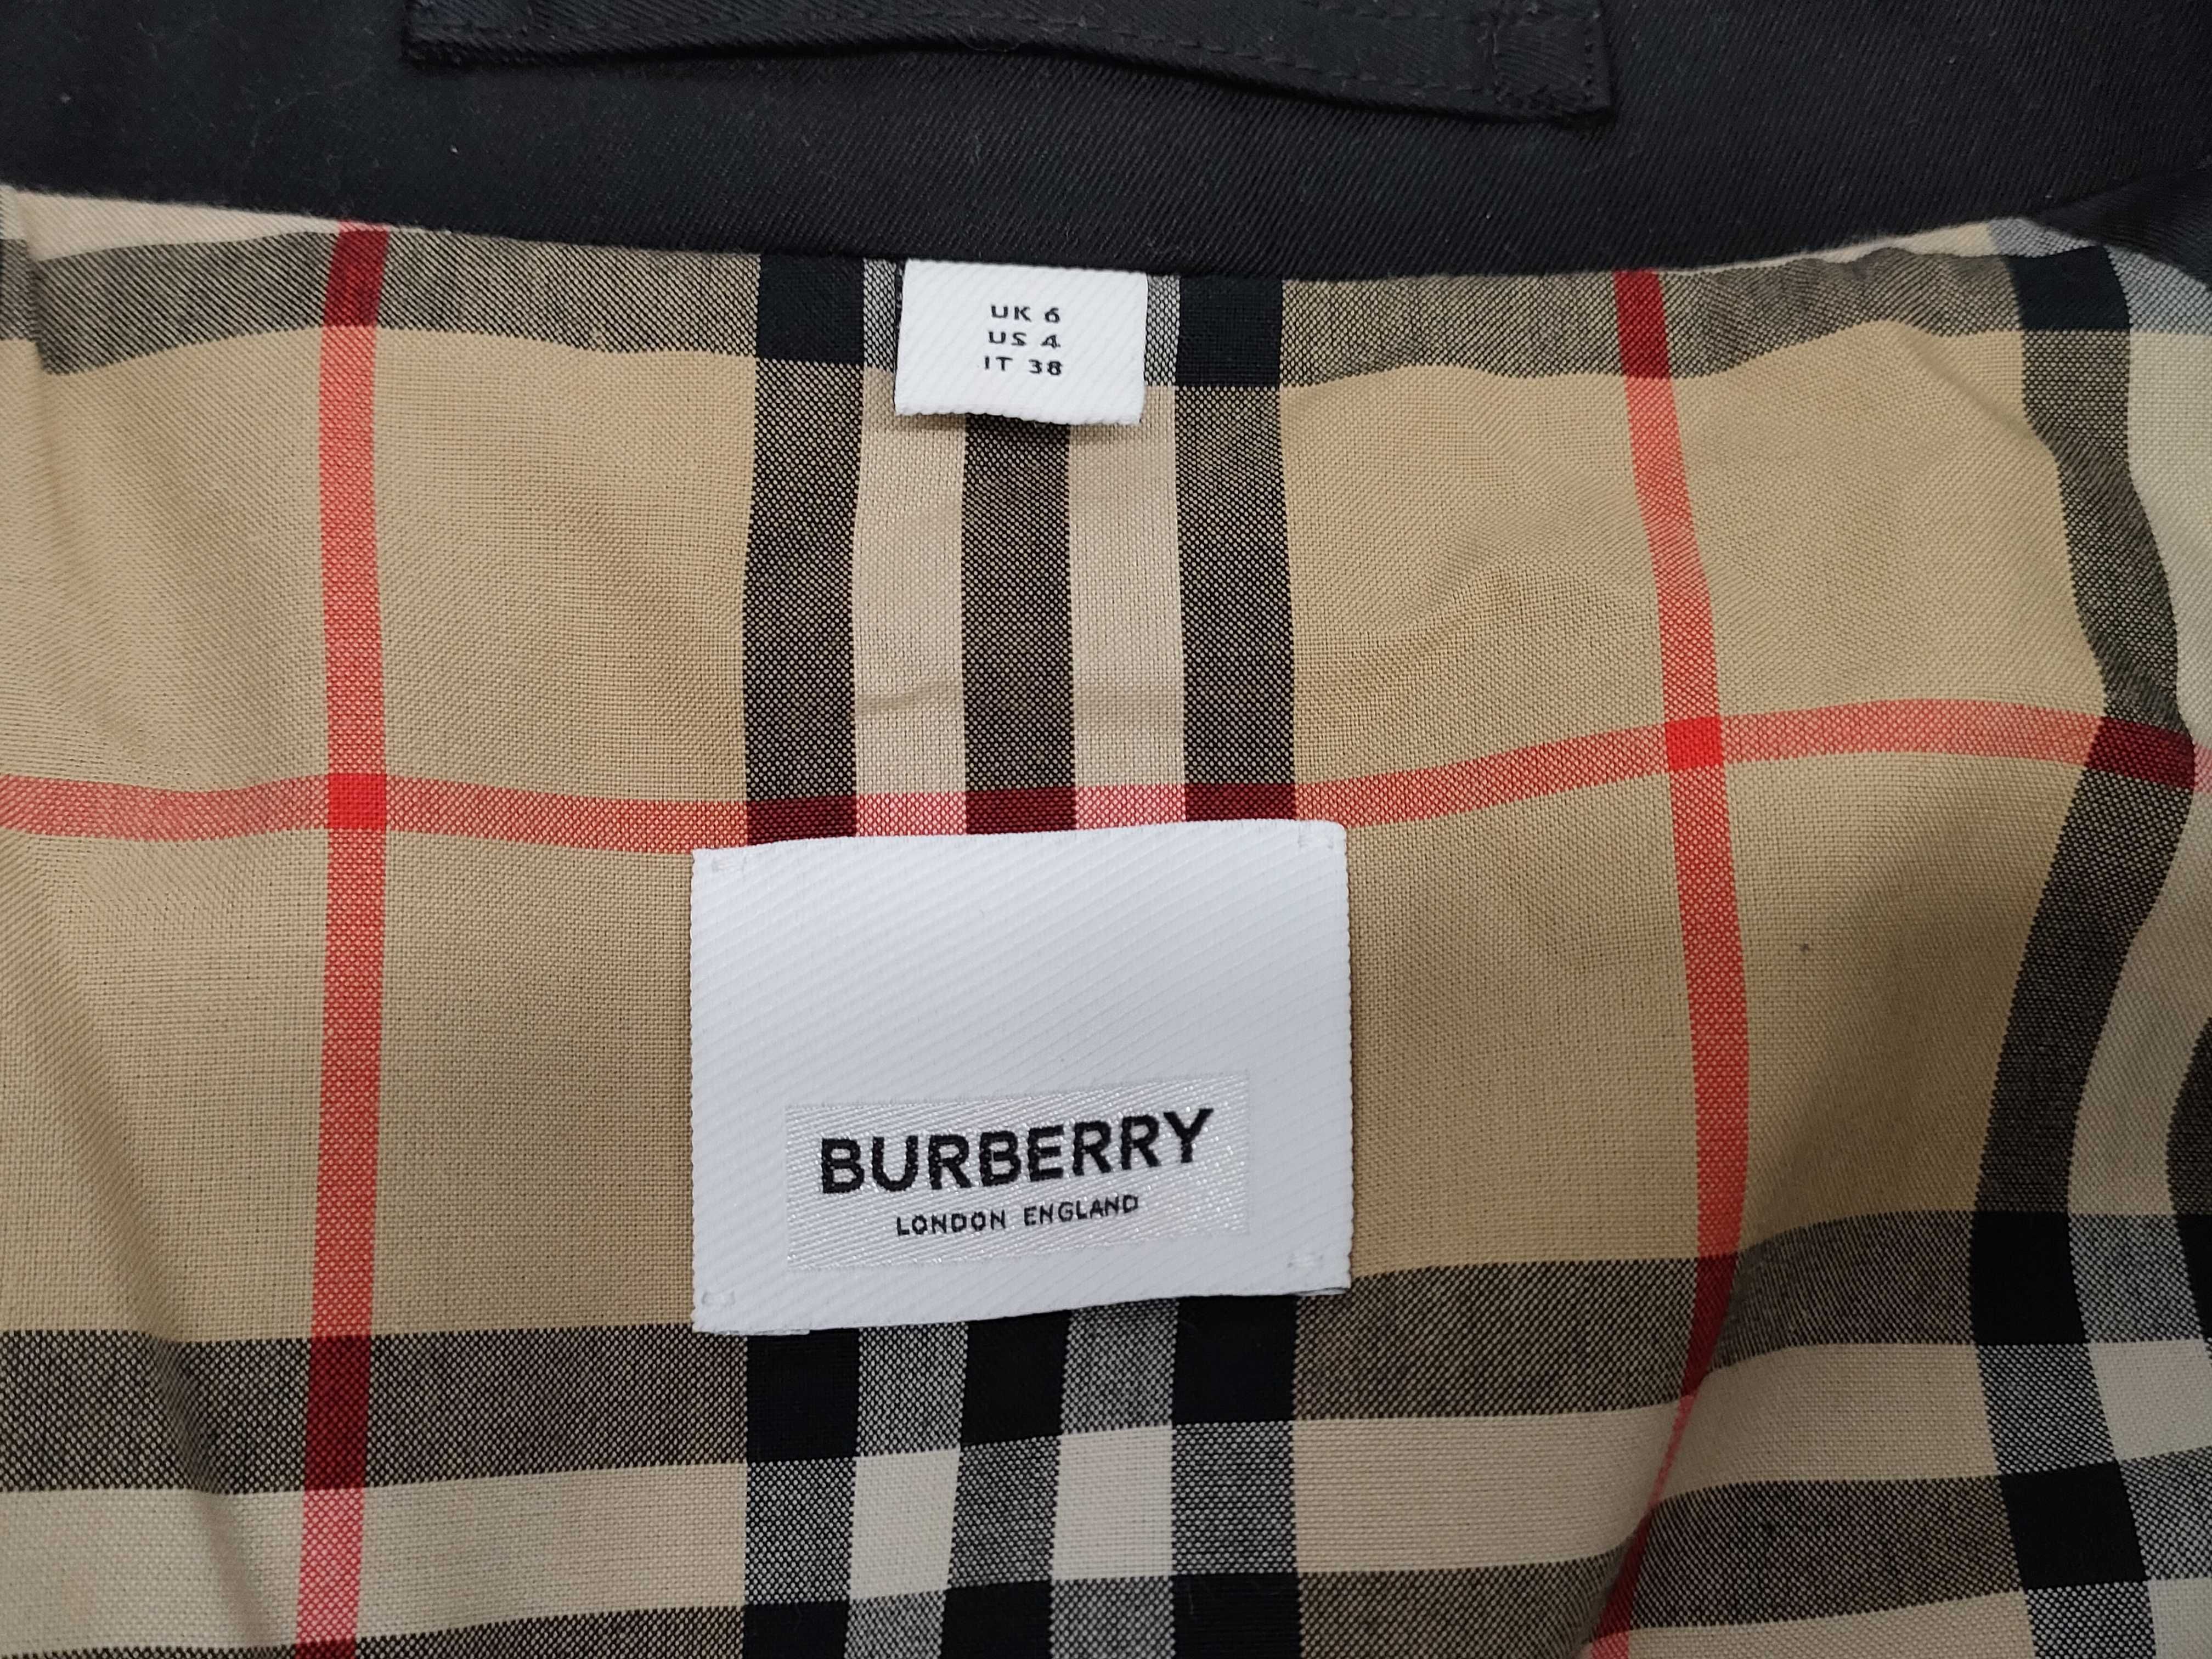 UK 6
US 4
IT 38
BURBERRY
LONDON ENGLAND